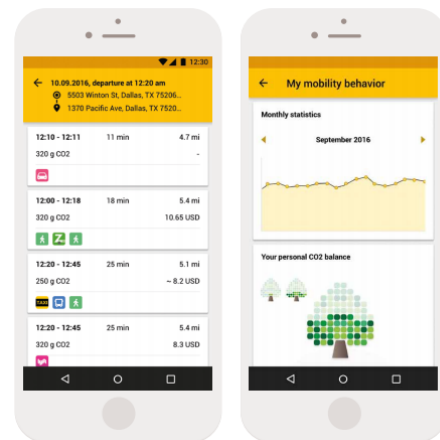 12:30
10.09.2016, departure at 12:20 am
5503 Winton St, Dallas, TX 75206...
1370 Pacific Ave, Dallas, TX 7520...
12:10 - 12:11 11 min 4.7 mi
320 g CO2 -
12:00 - 12:18 18 min 5.4 mi
320 g CO2 10.65 USD
12:20 - 12:45 25 min 5.1 mi
250 g CO2 ~ 8.2 USD
TAXI
12:20 - 12:45 25 min 5.4 mi
320 g CO2 8.3 USD
My mobility behavior
Monthly statistics
September 2016
Your personal CO2 balance